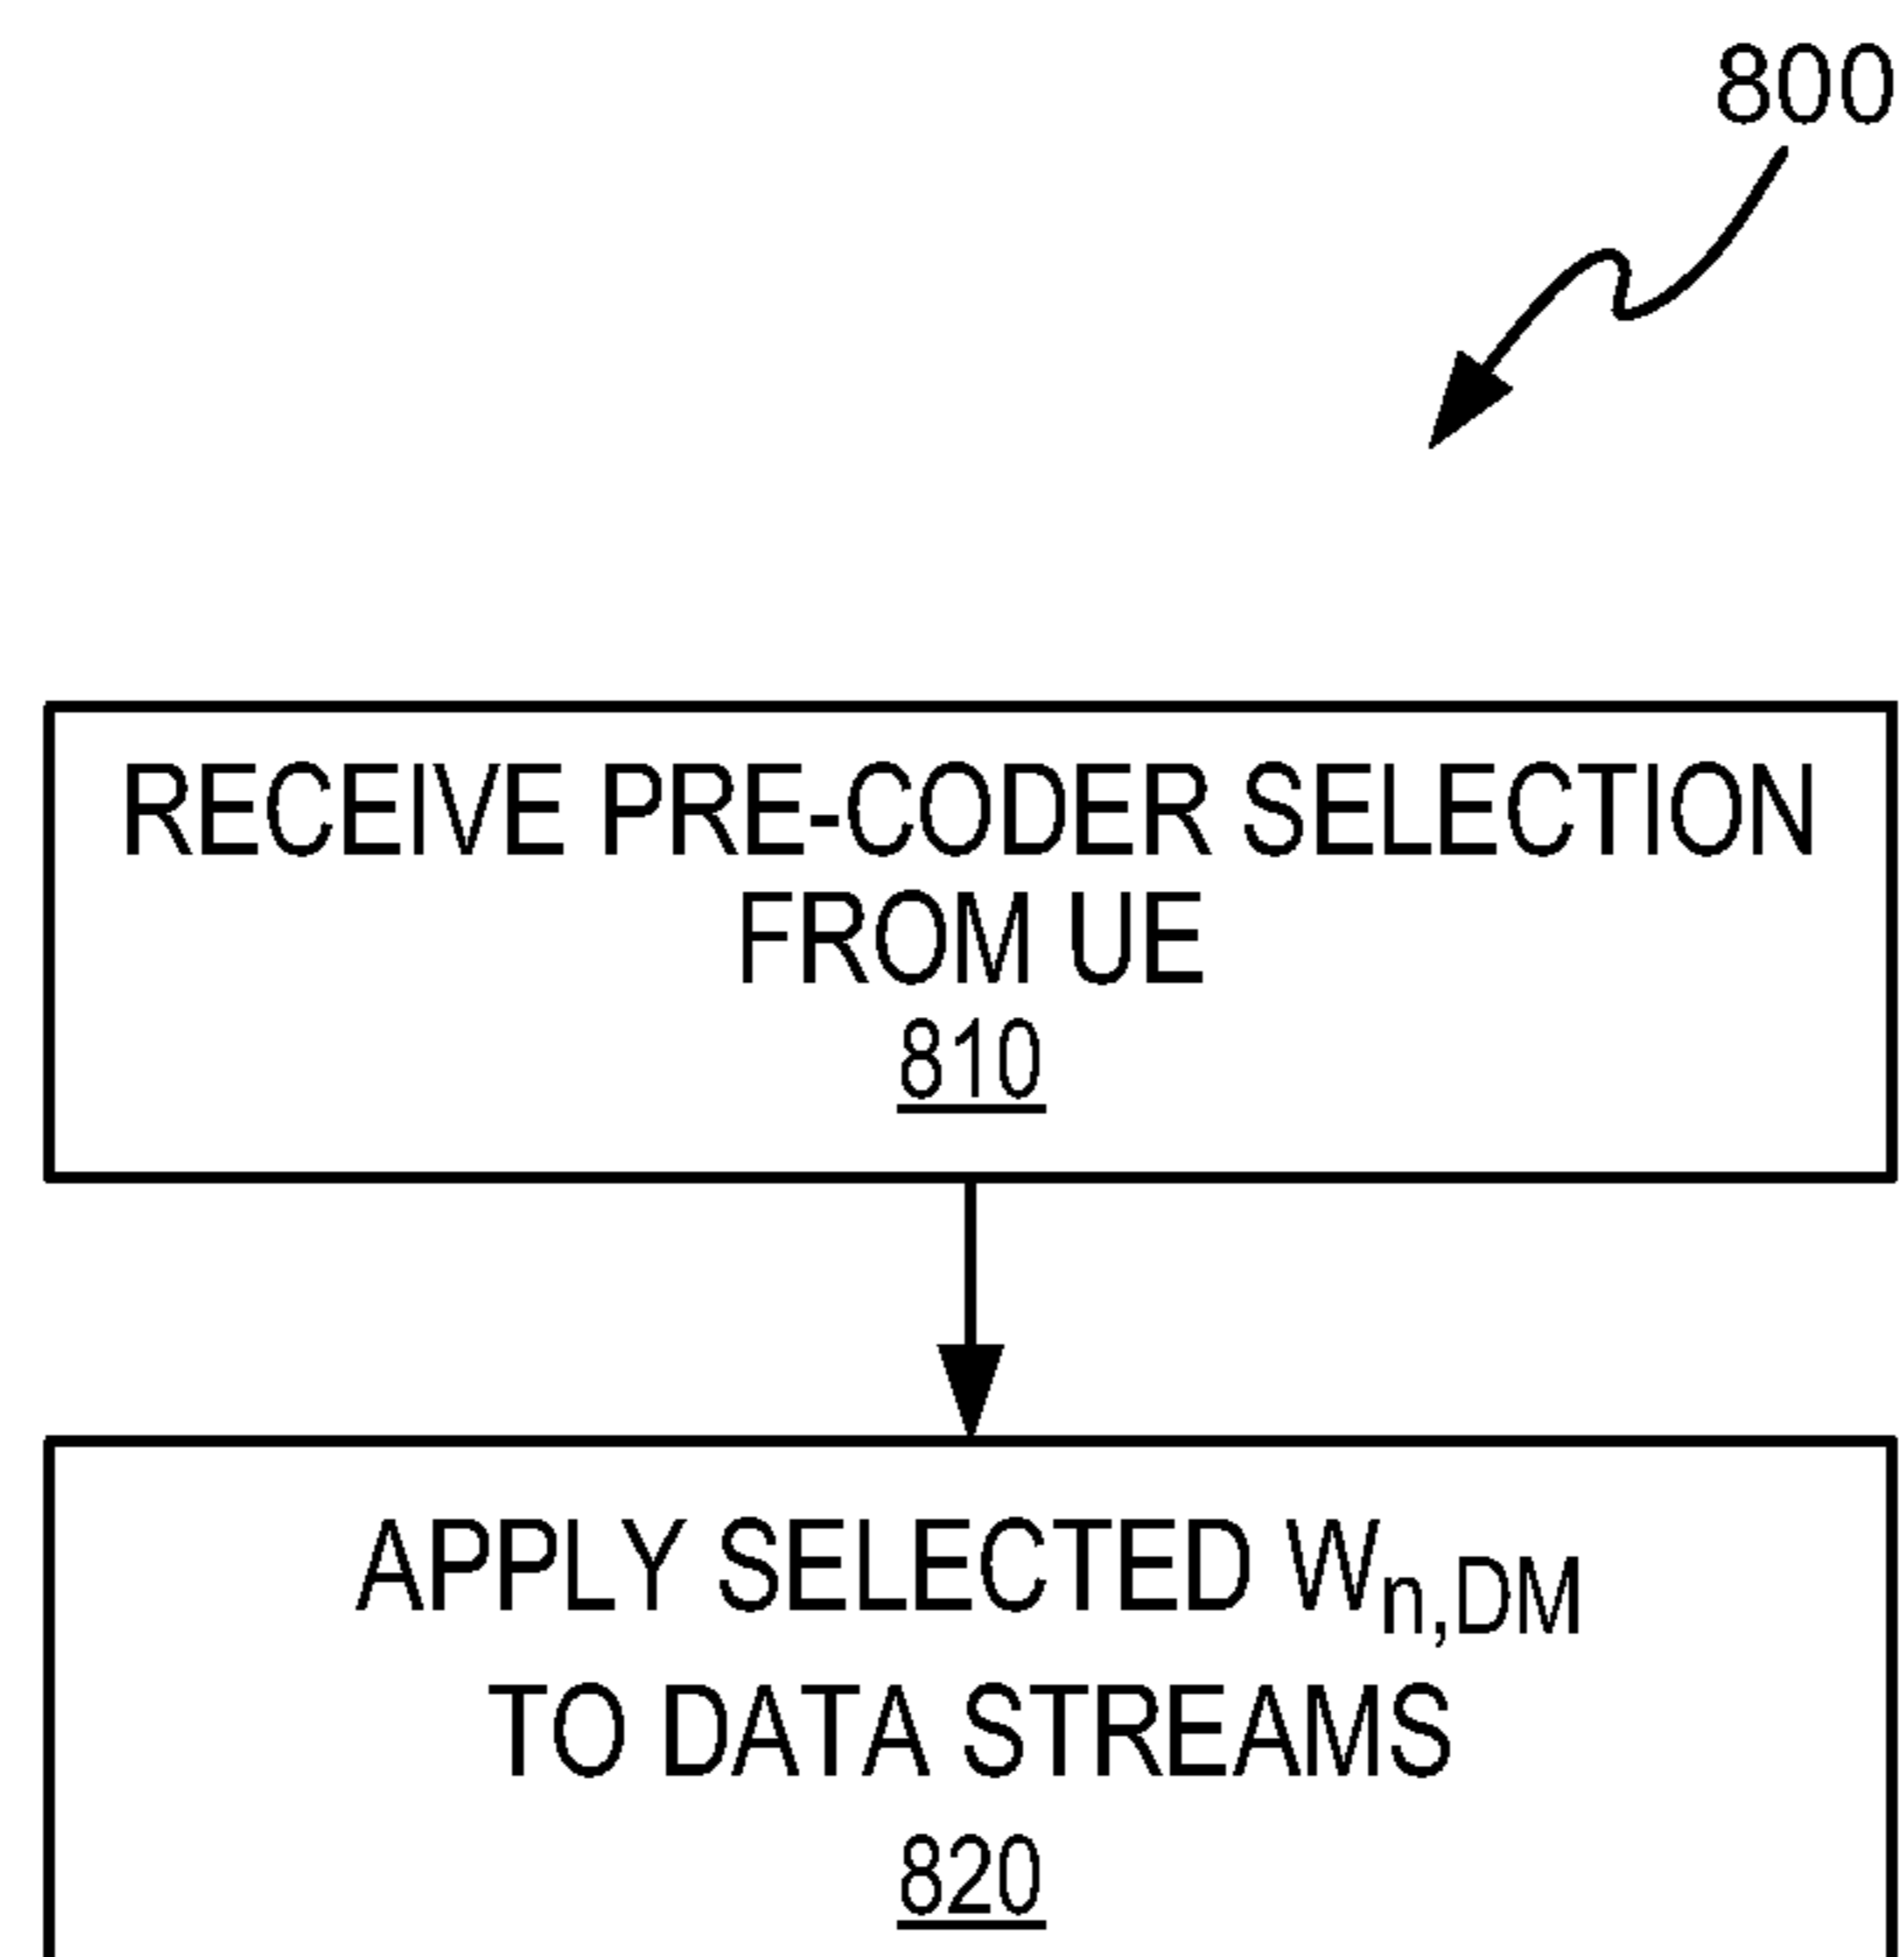 800
RECEIVE PRE-CODER SELECTION
FROM UE
810
APPLY SELECTED Wn,DM
TO DATA STREAMS
820